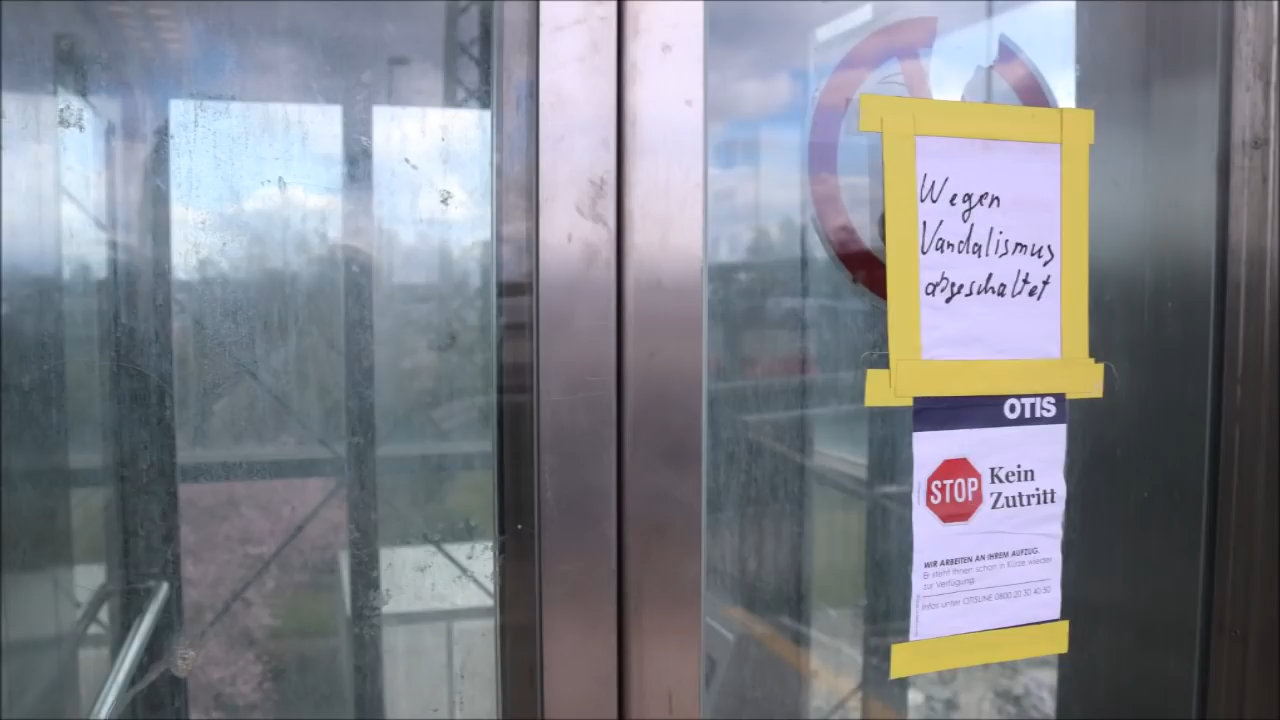 Wegen
Vandalismus
abgeschaltet
OTIS
STOP
Kein
Zutritt
WIR ARBEITEN AN IHREM AUFZUG.
Er steht Ihnen schon in Kürze wieder
zur Verfügung.
Infos unter OTISLINE 0800 20 30 40 50